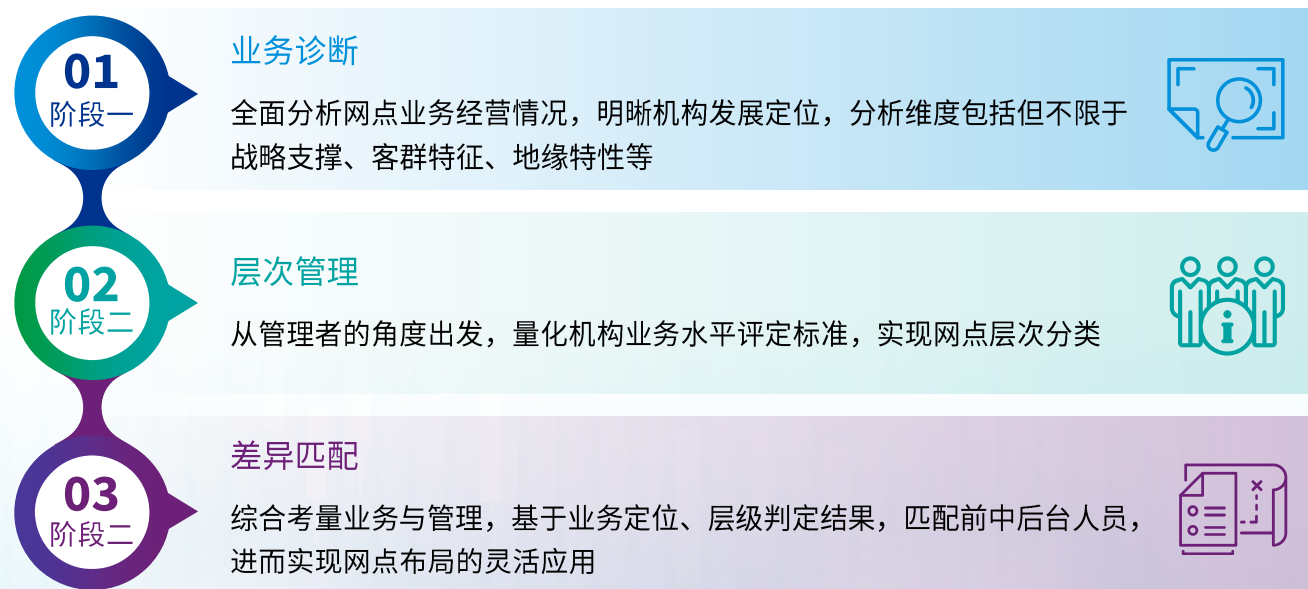 01
阶段一
业务诊断
全面分析网点业务经营情况，明晰机构发展定位，分析维度包括但不限于
战略支撑、客群特征、地缘特性等
02
阶段二
层次管理
从管理者的角度出发，量化机构业务水平评定标准，实现网点层次分类
03
阶段二
差异匹配
综合考量业务与管理，基于业务定位、层级判定结果，匹配前中后台人员，
进而实现网点布局的灵活应用